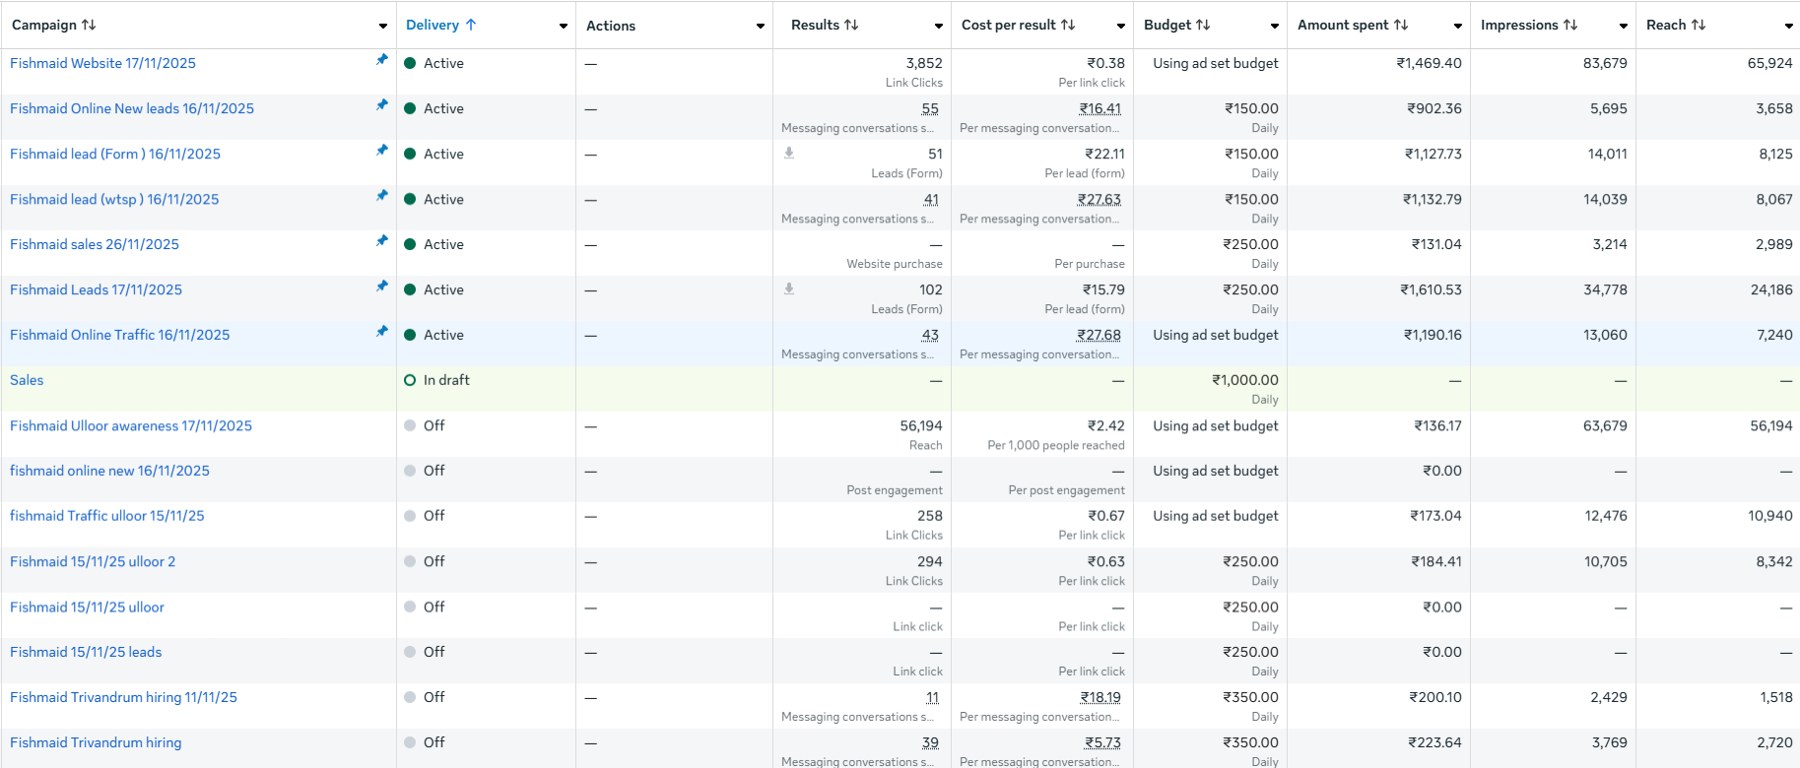 Campaign Delivery Actions Results Cost per result Budget Amount spent Impressions Reach
Fishmaid Website 17/11/2025 Active — 3,852 ₹0.38 Using ad set budget ₹1,469.40 83,679 65,924
Link Clicks Per link click
Fishmaid Online New leads 16/11/2025 Active — 55 ₹16.41 ₹150.00 ₹902.36 5,695 3,658
Messaging conversations s... Per messaging conversation... Daily
Fishmaid lead (Form ) 16/11/2025 Active — 51 ₹22.11 ₹150.00 ₹1,127.73 14,011 8,125
Leads (Form) Per lead (form) Daily
Fishmaid lead (wtsp ) 16/11/2025 Active — 41 ₹27.63 ₹150.00 ₹1,132.79 14,039 8,067
Messaging conversations s... Per messaging conversation... Daily
Fishmaid sales 26/11/2025 Active — — — ₹250.00 ₹131.04 3,214 2,989
Website purchase Per purchase Daily
Fishmaid Leads 17/11/2025 Active — 102 ₹15.79 ₹250.00 ₹1,610.53 34,778 24,186
Leads (Form) Per lead (form) Daily
Fishmaid Online Traffic 16/11/2025 Active — 43 ₹27.68 Using ad set budget ₹1,190.16 13,060 7,240
Messaging conversations s... Per messaging conversation...
Sales In draft — — ₹1,000.00 — — —
Daily
Fishmaid Ulloor awareness 17/11/2025 Off — 56,194 ₹2.42 Using ad set budget ₹136.17 63,679 56,194
Reach Per 1,000 people reached
fishmaid online new 16/11/2025 Off — — — Using ad set budget ₹0.00 — —
Post engagement Per post engagement
fishmaid Traffic ulloor 15/11/25 Off — 258 ₹0.67 Using ad set budget ₹173.04 12,476 10,940
Link Clicks Per link click
Fishmaid 15/11/25 ulloor 2 Off — 294 ₹0.63 ₹250.00 ₹184.41 10,705 8,342
Link Clicks Per link click Daily
Fishmaid 15/11/25 ulloor Off — — — ₹250.00 ₹0.00 — —
Link click Per link click Daily
Fishmaid 15/11/25 leads Off — — — ₹250.00 ₹0.00 — —
Link click Per link click Daily
Fishmaid Trivandrum hiring 11/11/25 Off — 11 ₹18.19 ₹350.00 ₹200.10 2,429 1,518
Messaging conversations s... Per messaging conversation... Daily
Fishmaid Trivandrum hiring Off — 39 ₹5.73 ₹350.00 ₹223.64 3,769 2,720
Messaging conversations s... Per messaging conversation... Daily